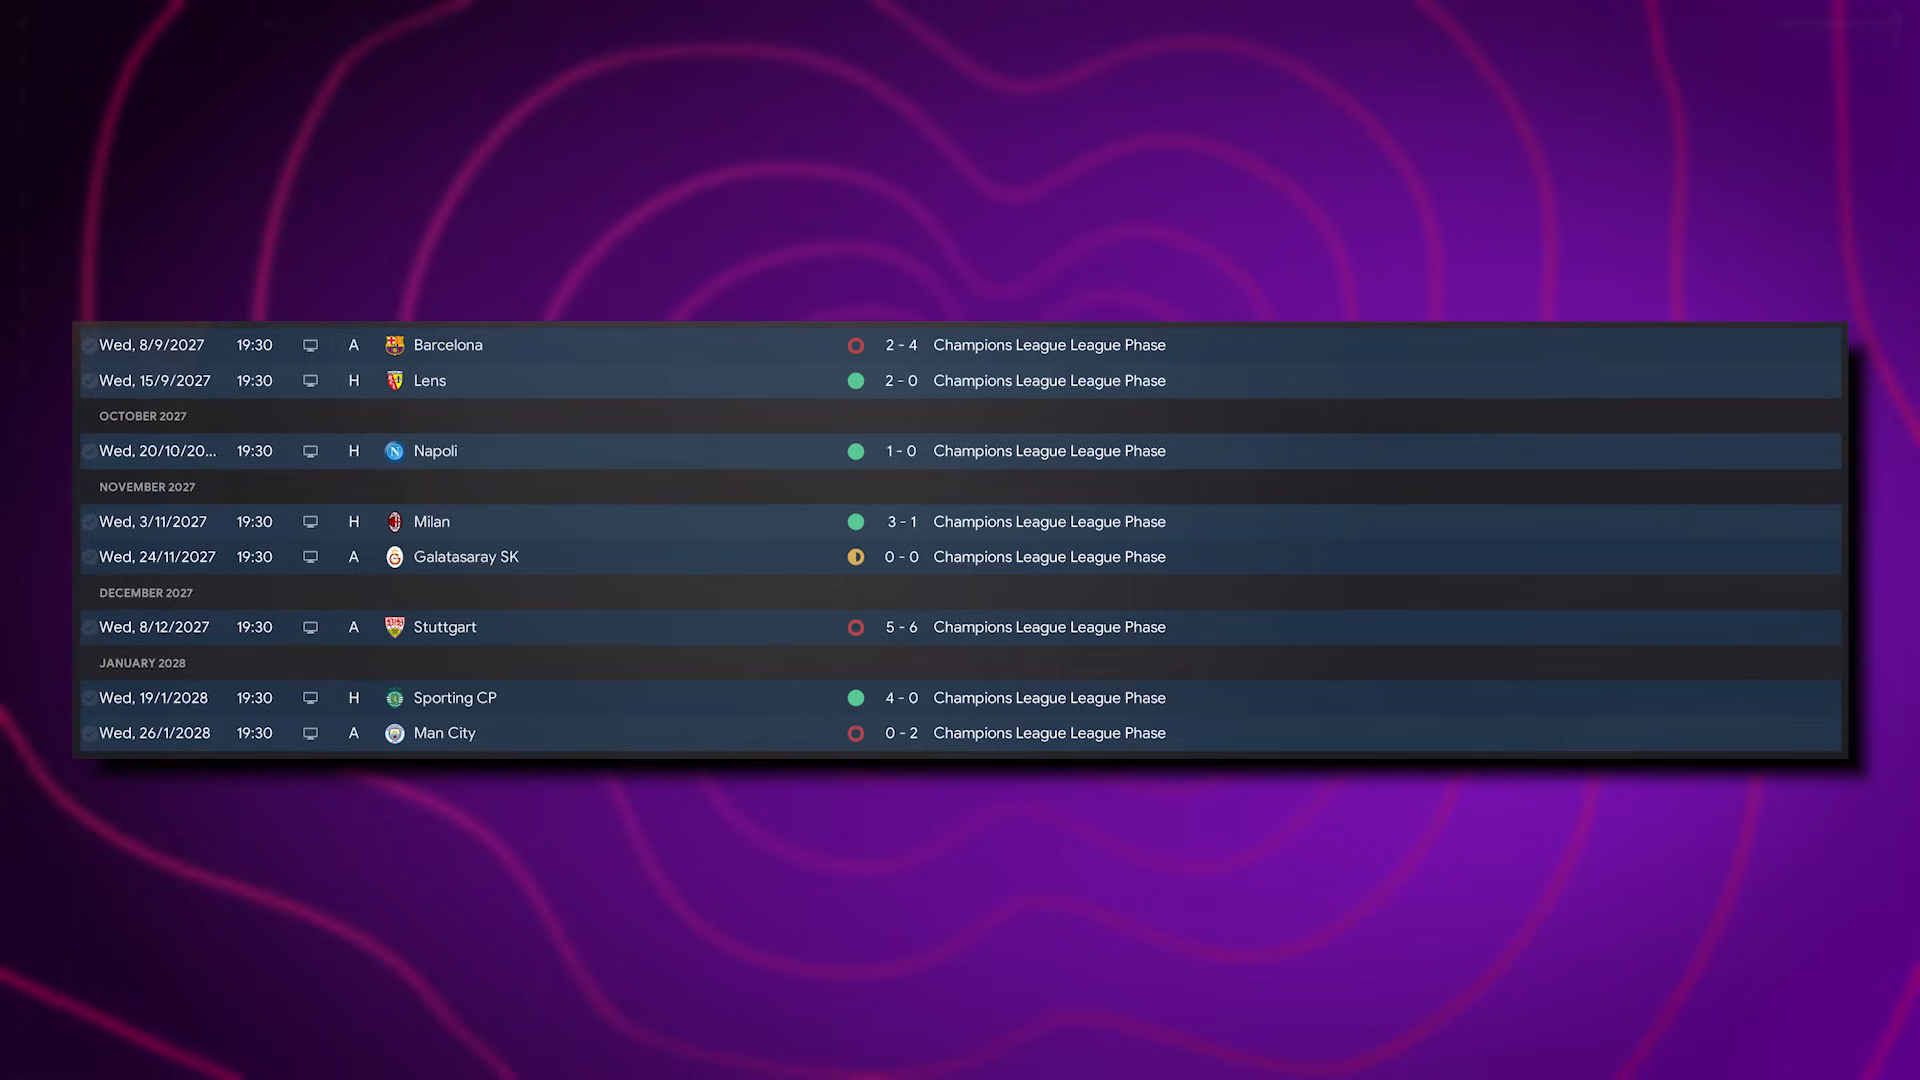 Wed, 8/9/2027 19:30 A Barcelona 2 - 4 Champions League League Phase
Wed, 15/9/2027 19:30 H Lens 2 - 0 Champions League League Phase
OCTOBER 2027
Wed, 20/10/20... 19:30 H Napoli 1 - 0 Champions League League Phase
NOVEMBER 2027
Wed, 3/11/2027 19:30 H Milan 3 - 1 Champions League League Phase
Wed, 24/11/2027 19:30 A Galatasaray SK 0 - 0 Champions League League Phase
DECEMBER 2027
Wed, 8/12/2027 19:30 A Stuttgart 5 - 6 Champions League League Phase
JANUARY 2028
Wed, 19/1/2028 19:30 H Sporting CP 4 - 0 Champions League League Phase
Wed, 26/1/2028 19:30 A Man City 0 - 2 Champions League League Phase